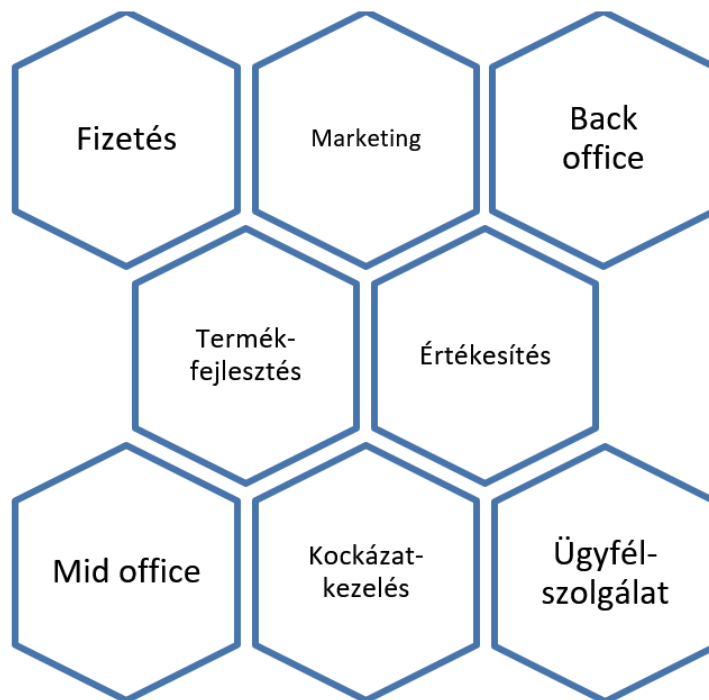 Fizetés
Marketing
Back
office
Termék-
fejlesztés
Értékesítés
Mid office
Kockázat-
kezelés
Ügyfél-
szolgálat